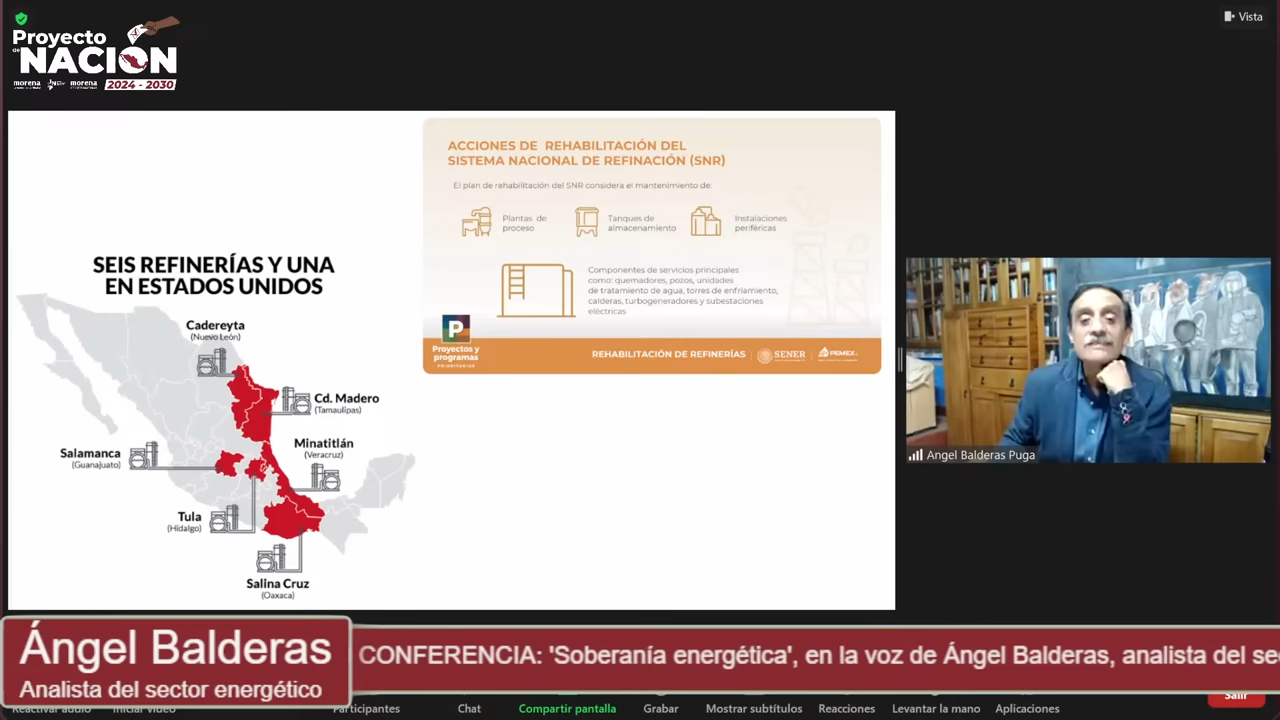 Proyecto
de
NACIÓN
morena
morena
2024 - 2030
Vista
ACCIONES DE REHABILITACIÓN DEL
SISTEMA NACIONAL DE REFINACIÓN (SNR)
El plan de rehabilitación del SNR considera el mantenimiento de:
Plantas de
proceso
Tanques de
almacenamiento
Instalaciones
periféricas
Componentes de servicios principales
como: quemadores, pozos, unidades
de tratamiento de agua, torres de enfriamiento,
calderas, turbogeneradores y subestaciones
eléctricas
P
Proyectos y
programas
PRIORITARIOS
REHABILITACIÓN DE REFINERÍAS
SENER
PEMEX
SEIS REFINERÍAS Y UNA
EN ESTADOS UNIDOS
Cadereyta
(Nuevo León)
Cd. Madero
(Tamaulipas)
Minatitlán
(Veracruz)
Salamanca
(Guanajuato)
Tula
(Hidalgo)
Salina Cruz
(Oaxaca)
Angel Balderas Puga
Ángel Balderas
Analista del sector energético
CONFERENCIA: 'Soberanía energética', en la voz de Ángel Balderas, analista del se
Reactivar audio
Iniciar video
Participantes
Chat
Compartir pantalla
Grabar
Mostrar subtítulos
Reacciones
Levantar la mano
Aplicaciones
Salir